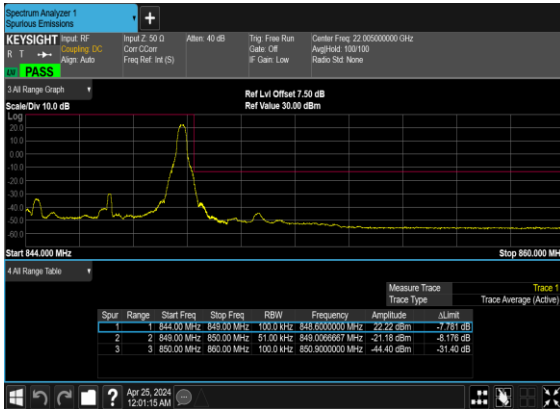 Spectrum Analyzer 1
Spurious Emissions
+
KEYSIGHT Input: RF Input Z: 50 Ω Atten: 40 dB Trig: Free Run Center Freq: 22.005000000 GHz
R T Coupling: DC Corr CCorr Gate: Off Avg|Hold: 100/100
Align: Auto Freq Ref: Int (S) IF Gain: Low Radio Std: None
PASS
3 All Range Graph
Ref Lvl Offset 7.50 dB
Scale/Div 10.0 dB Ref Value 30.00 dBm
Log
20.0
10.0
0.00
-10.0
-20.0
-30.0
-40.0
-50.0
-60.0
Start 844.000 MHz Stop 860.000 MH
4 All Range Table
Measure Trace Trace 1
Trace Type Trace Average (Active)
Spur Range Start Freq Stop Freq RBW Frequency Amplitude ΔLimit
1 1 844.00 MHz 849.00 MHz 100.0 kHz 848.6000000 MHz 22.22 dBm -7.781 dB
2 2 849.00 MHz 850.00 MHz 51.00 kHz 849.0066667 MHz -21.18 dBm -8.176 dB
3 3 850.00 MHz 860.00 MHz 100.0 kHz 850.9000000 MHz -44.40 dBm -31.40 dB
?
Apr 25, 2024
12:01:15 AM